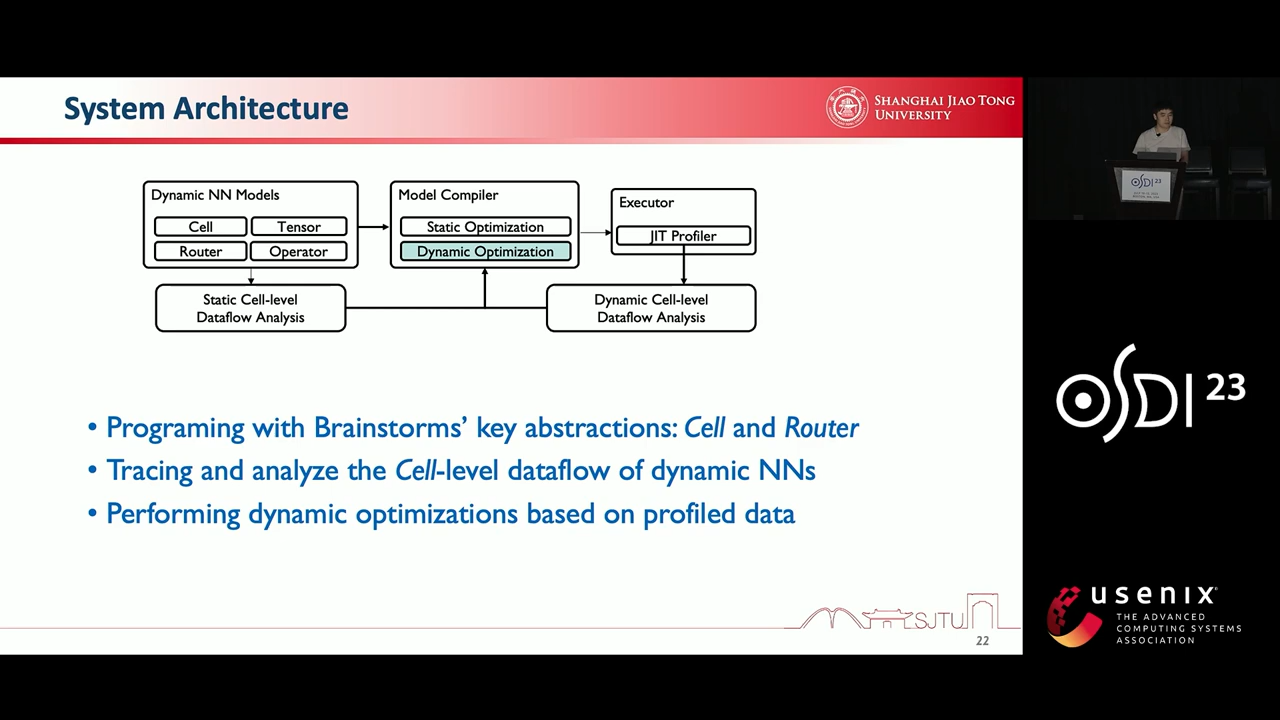 System Architecture
SHANGHAI JIAO TONG
UNIVERSITY
Dynamic NN Models
Cell
Tensor
Router
Operator
Model Compiler
Static Optimization
Dynamic Optimization
Executor
JIT Profiler
Static Cell-level
Dataflow Analysis
Dynamic Cell-level
Dataflow Analysis
• Programing with Brainstorms’ key abstractions: Cell and Router
• Tracing and analyze the Cell-level dataflow of dynamic NNs
• Performing dynamic optimizations based on profiled data
SJTU
22
OSDI 23
OSDI 23
usenix
THE ADVANCED
COMPUTING SYSTEMS
ASSOCIATION